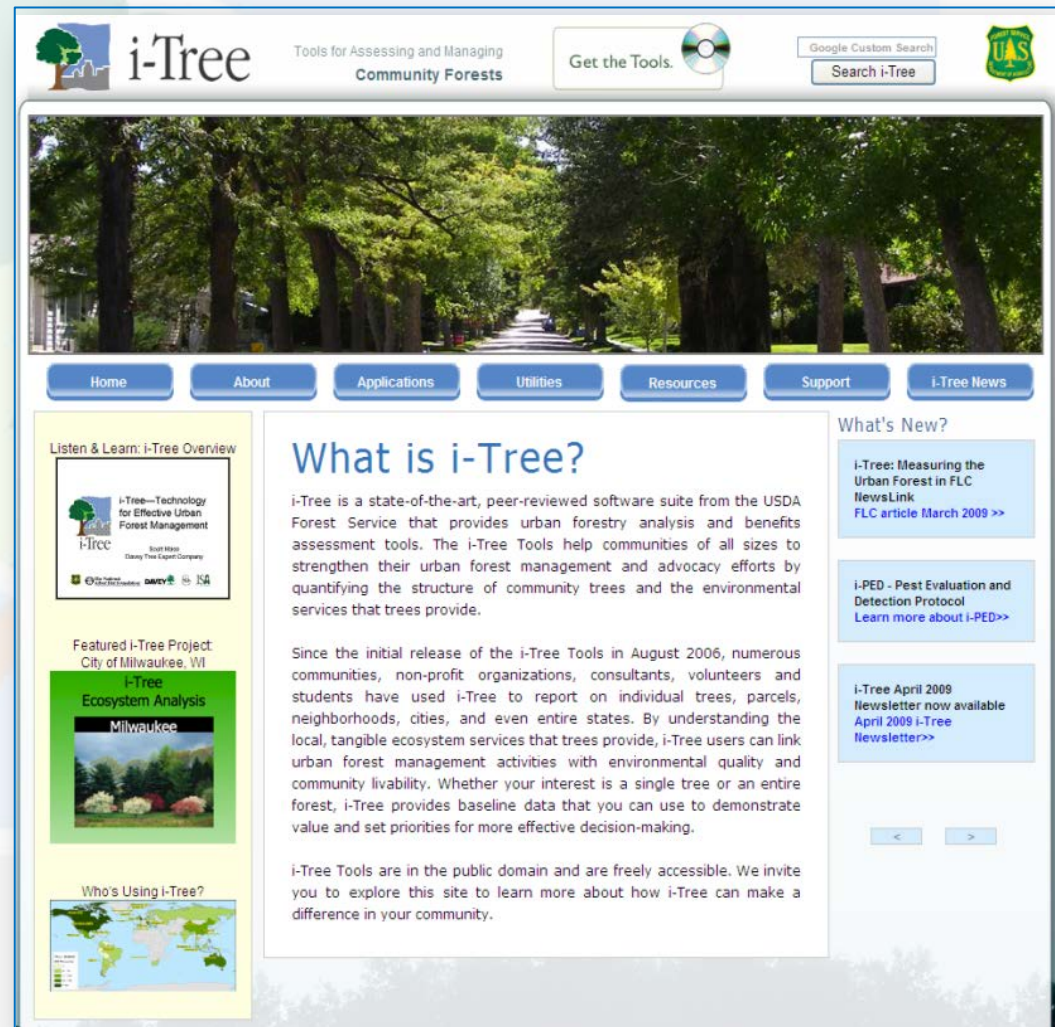 i-Tree
Tools for Assessing and Managing
Community Forests
Get the Tools.
Google Custom Search
Search i-Tree
U S
Home
About
Applications
Utilities
Resources
Support
i-Tree News
Listen & Learn: i-Tree Overview
i-Tree—Technology
for Effective Urban
Forest Management
i-Tree
Scott Maco
Davey Tree Expert Company
DAVEY
ISA
Featured i-Tree Project:
City of Milwaukee, WI
i-Tree
Ecosystem Analysis
Milwaukee
Who's Using i-Tree?
What is i-Tree?
i-Tree is a state-of-the-art, peer-reviewed software suite from the USDA
Forest Service that provides urban forestry analysis and benefits
assessment tools. The i-Tree Tools help communities of all sizes to
strengthen their urban forest management and advocacy efforts by
quantifying the structure of community trees and the environmental
services that trees provide.
Since the initial release of the i-Tree Tools in August 2006, numerous
communities, non-profit organizations, consultants, volunteers and
students have used i-Tree to report on individual trees, parcels,
neighborhoods, cities, and even entire states. By understanding the
local, tangible ecosystem services that trees provide, i-Tree users can link
urban forest management activities with environmental quality and
community livability. Whether your interest is a single tree or an entire
forest, i-Tree provides baseline data that you can use to demonstrate
value and set priorities for more effective decision-making.
i-Tree Tools are in the public domain and are freely accessible. We invite
you to explore this site to learn more about how i-Tree can make a
difference in your community.
What's New?
i-Tree: Measuring the
Urban Forest in FLC
NewsLink
FLC article March 2009 >>
i-PED - Pest Evaluation and
Detection Protocol
Learn more about i-PED>>
i-Tree April 2009
Newsletter now available
April 2009 i-Tree
Newsletter>>
< >